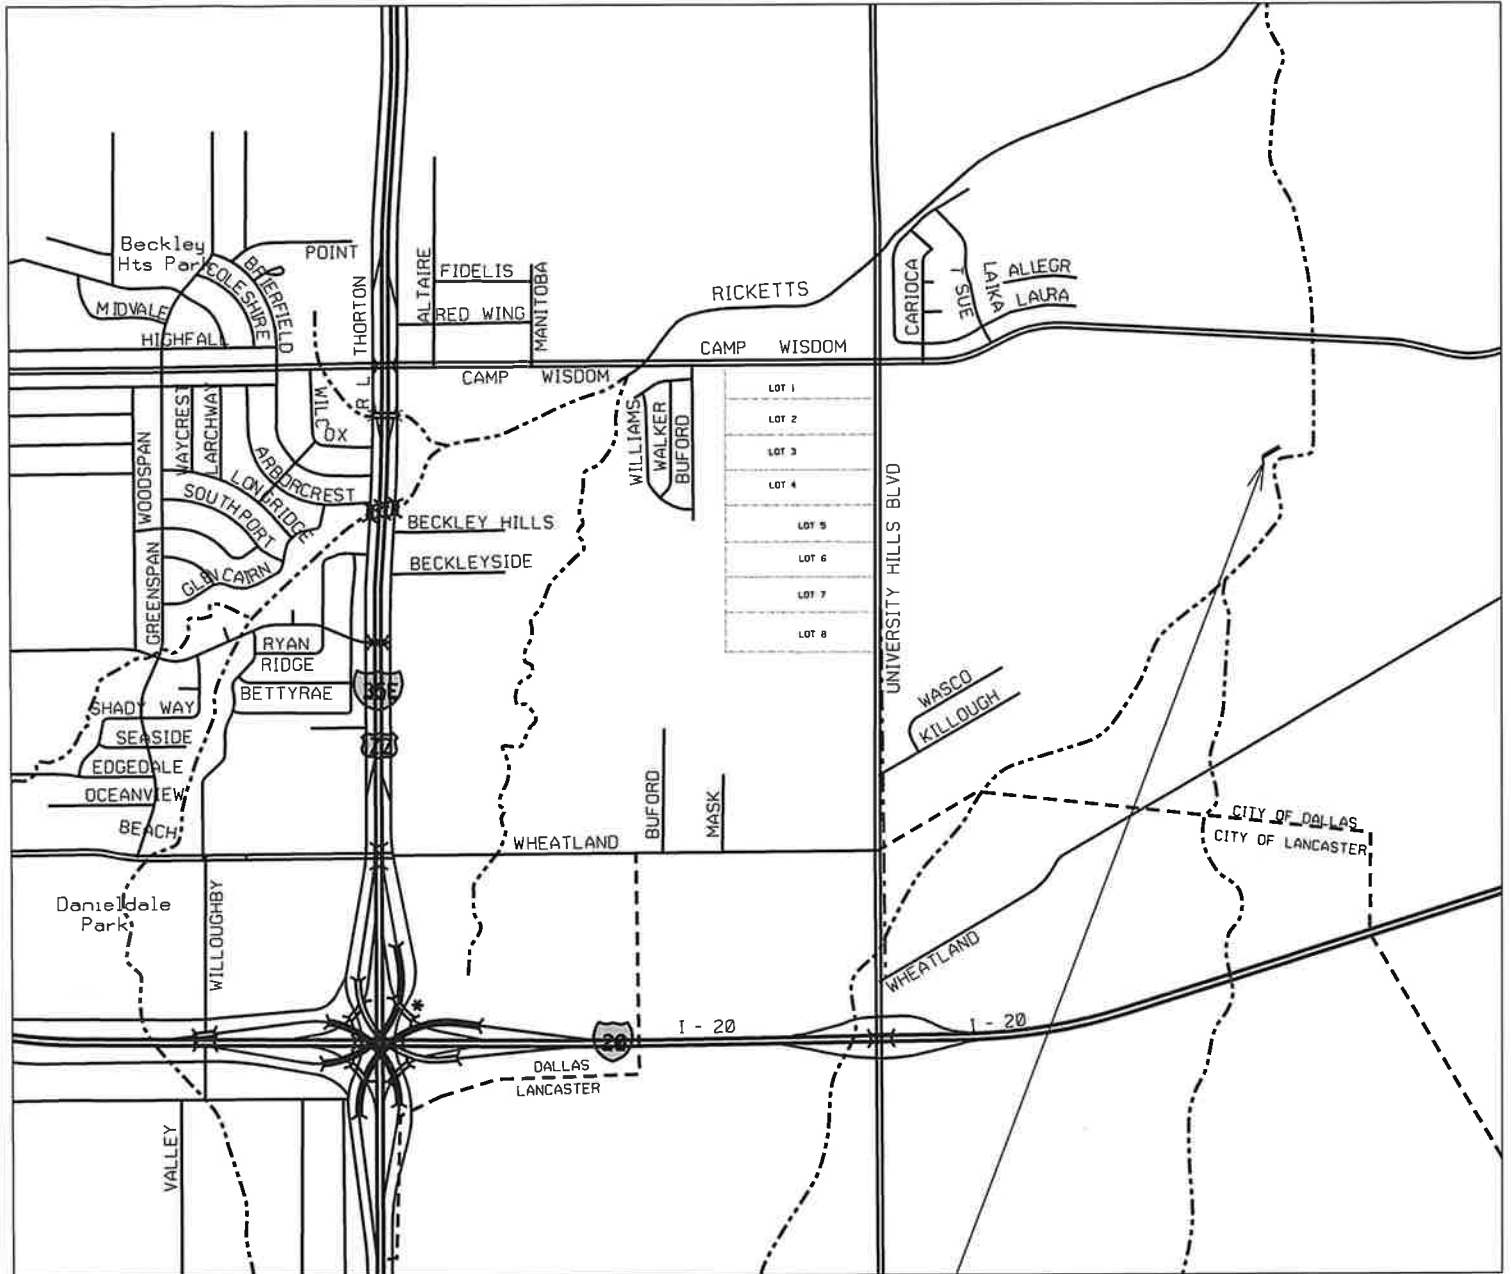 Beckley
Hts Park
POINT
BRIERFIELD
COLESHIRE
MIDVALE
HIGHFALL
R L THORTON
ALTAIRE
FIDELIS
RED WING
MANITOBA
RICKETTS
CAMP WISDOM
CAMP WISDOM
CARIOCA
T SUE
LAIKA
ALLEGR
LAURA
WOODSPAN
WAYCREST
LARCHWAY
WILCOX
ARBORCREST
LONGRIDGE
SOUTHPORT
GLENCAIRN
GREENSPAN
BECKLEY HILLS
BECKLEYSIDE
WILLIAMS
WALKER
BUFORD
LOT 1
LOT 2
LOT 3
LOT 4
LOT 5
LOT 6
LOT 7
LOT 8
UNIVERSITY HILLS BLVD
RYAN
RIDGE
BETTYRAE
35E
77
SHADY WAY
SEASIDE
EDGEDALE
OCEANVIEW
BEACH
WASCO
KILLOUGH
BUFORD
MASK
WHEATLAND
CITY OF DALLAS
CITY OF LANCASTER
Danieldale
Park
WILLOUGHBY
WHEATLAND
*
20
I - 20
I - 20
DALLAS
LANCASTER
VALLEY